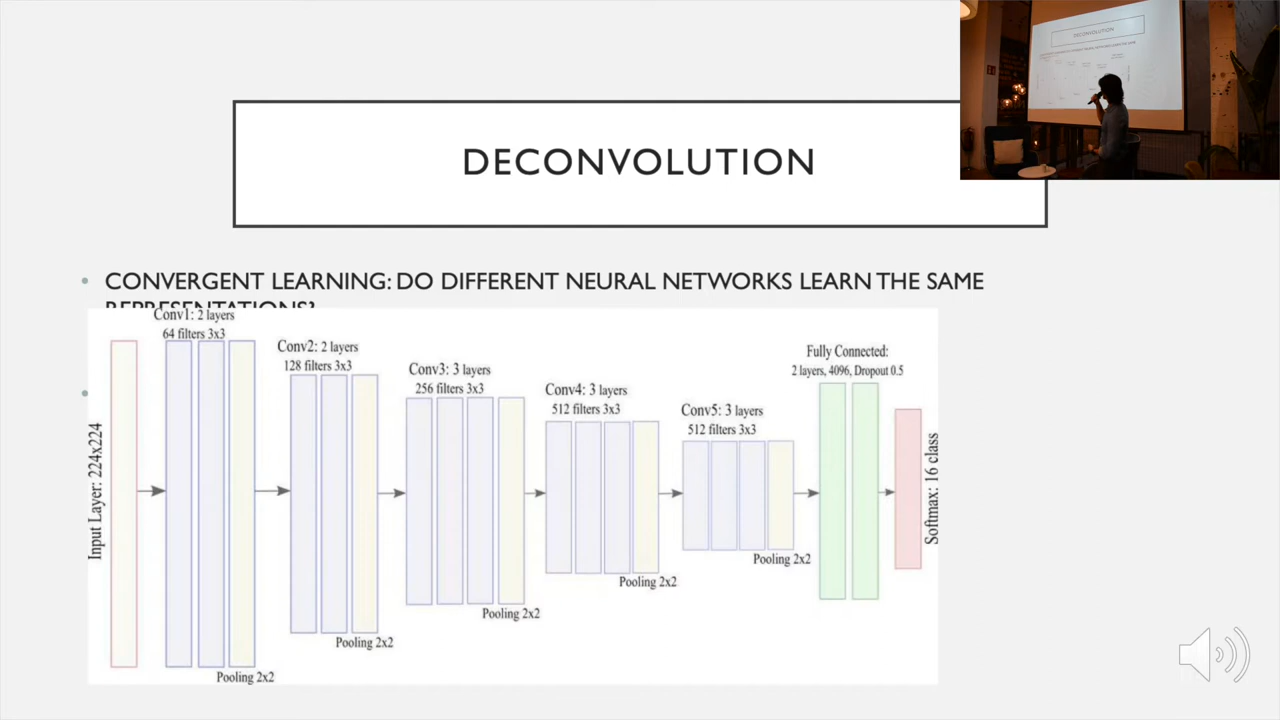 DECONVOLUTION
CONVERGENT LEARNING: DO DIFFERENT NEURAL NETWORKS LEARN THE SAME
REPRESENTATIONS?
Conv1: 2 layers
64 filters 3x3
Conv2: 2 layers
128 filters 3x3
Conv3: 3 layers
256 filters 3x3
Conv4: 3 layers
512 filters 3x3
Conv5: 3 layers
512 filters 3x3
Fully Connected:
2 layers, 4096, Dropout 0.5
Input Layer: 224x224
Softmax: 16 class
Pooling 2x2
Pooling 2x2
Pooling 2x2
Pooling 2x2
Pooling 2x2
DECONVOLUTION